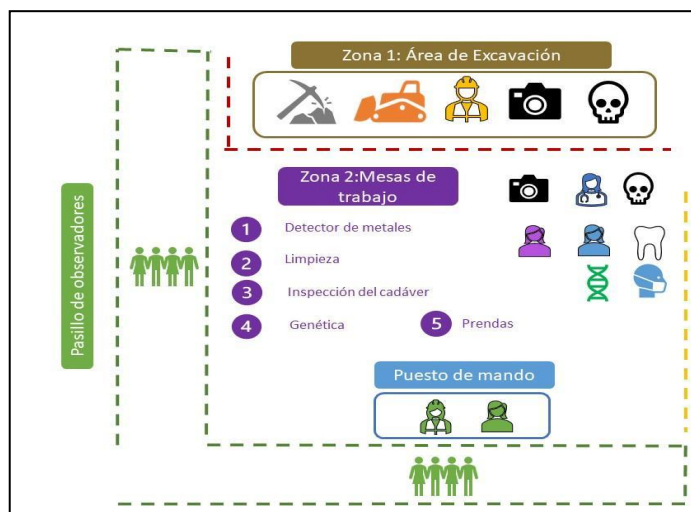 Zona 1: Área de Excavación
Zona 2:Mesas de
trabajo
1 Detector de metales
2 Limpieza
3 Inspección del cadáver
4 Genética
5 Prendas
Puesto de mando
Pasillo de observadores